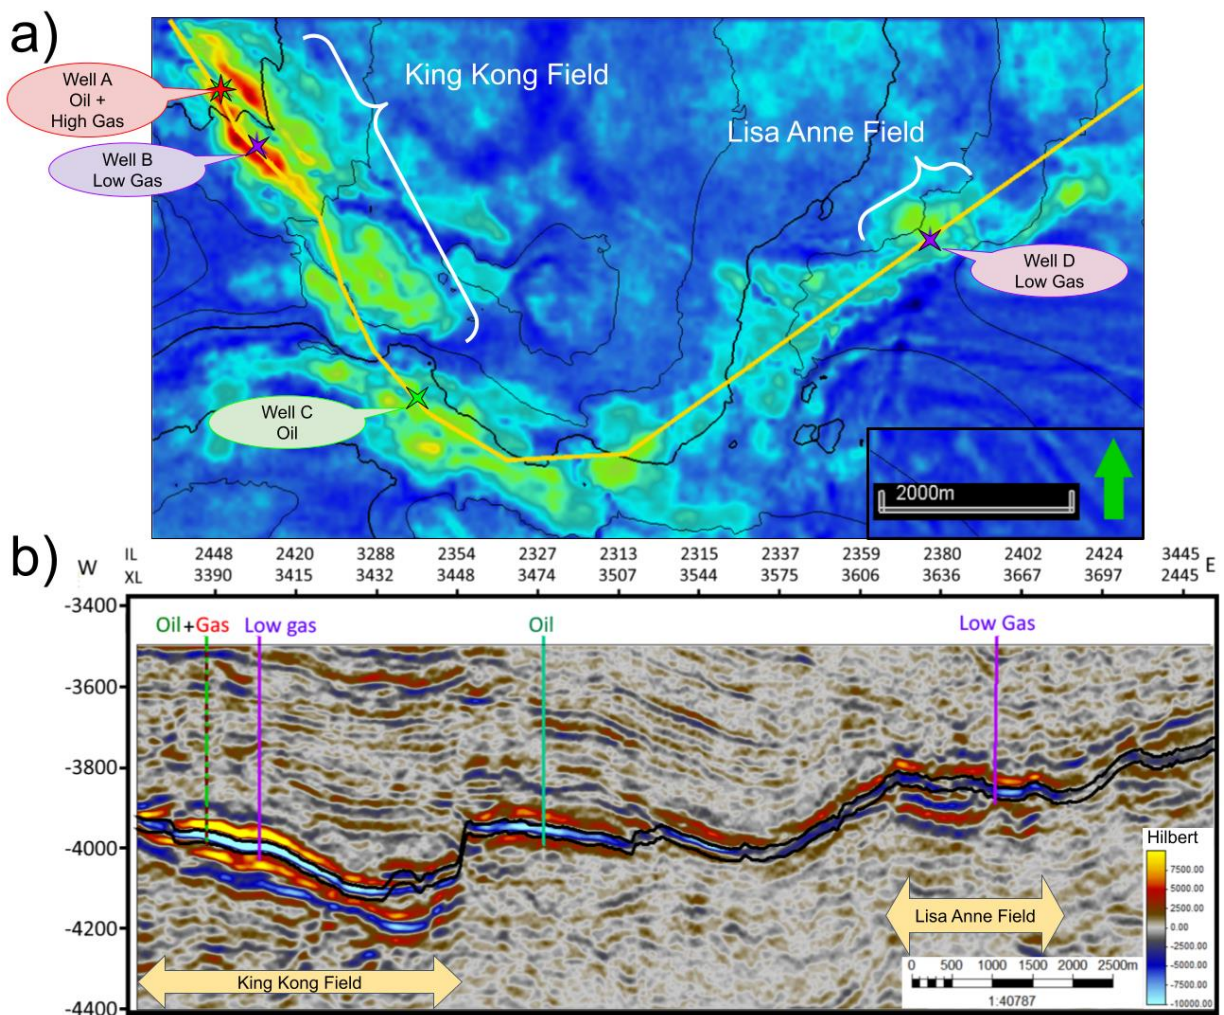 a)
King Kong Field
Well A
Oil +
High Gas
Lisa Anne Field
Well B
Low Gas
Well D
Low Gas
Well C
Oil
2000m
b)
W
IL 2448 2420 3288 2354 2327 2313 2315 2337 2359 2380 2402 2424 3445
XL 3390 3415 3432 3448 3474 3507 3544 3575 3606 3636 3667 3697 2445
E
-3400
Oil+Gas Low gas Oil Low Gas
-3600
-3800
-4000
Hilbert
7500.00
5000.00
2500.00
0.00
-2500.00
-5000.00
-7500.00
-10000.00
Lisa Anne Field
-4200
0 500 1000 1500 2000 2500m
King Kong Field
1:40787
-4400